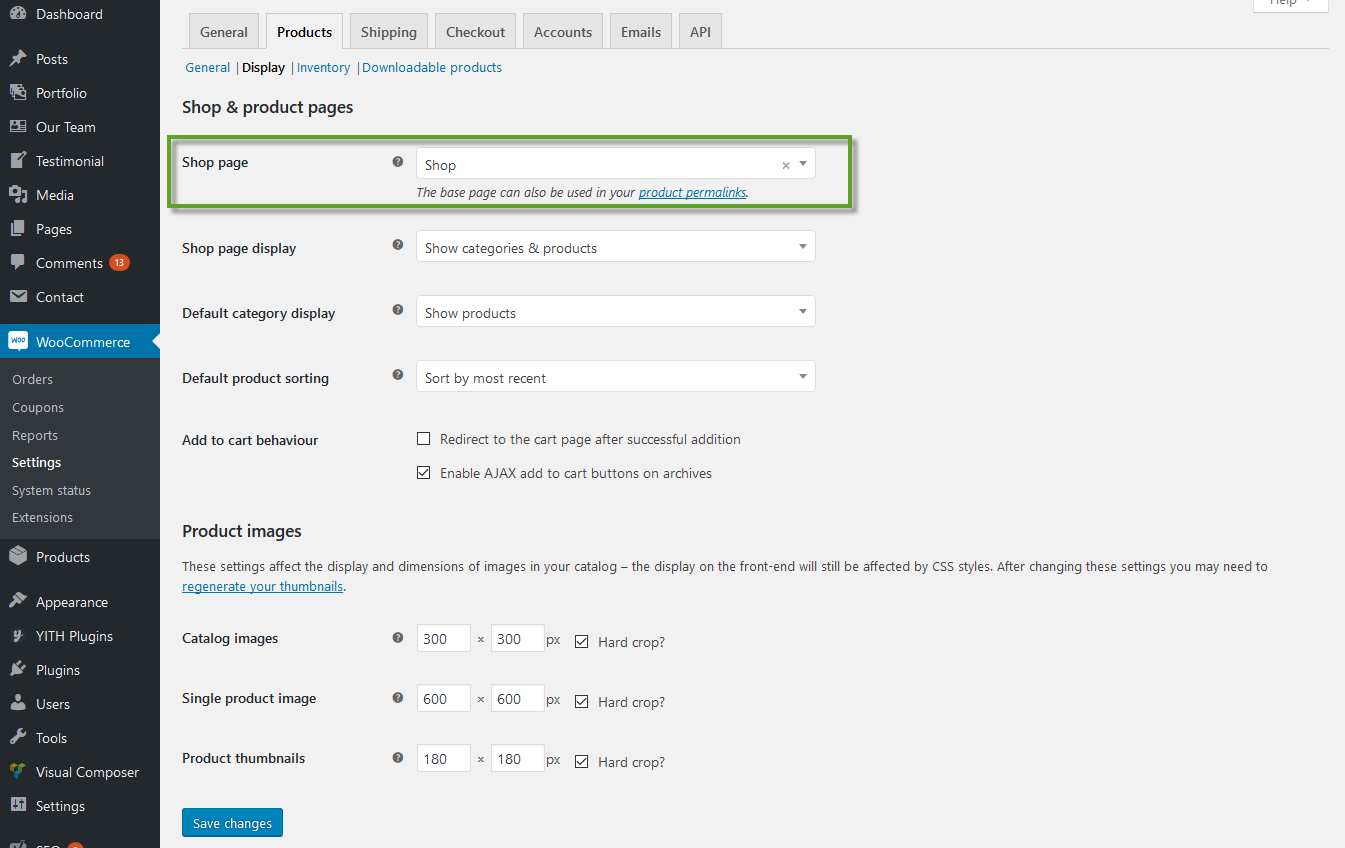 Dashboard
Posts
Portfolio
Our Team
Testimonial
Media
Pages
Comments 13
Contact
WOO WooCommerce
Orders
Coupons
Reports
Settings
System status
Extensions
Products
Appearance
YITH Plugins
Plugins
Users
Tools
Visual Composer
Settings
SEO
Help
General Products Shipping Checkout Accounts Emails API
General | Display | Inventory | Downloadable products
Shop & product pages
Shop page ? Shop ×
The base page can also be used in your product permalinks.
Shop page display ? Show categories & products
Default category display ? Show products
Default product sorting ? Sort by most recent
Add to cart behaviour Redirect to the cart page after successful addition
Enable AJAX add to cart buttons on archives
Product images
These settings affect the display and dimensions of images in your catalog – the display on the front-end will still be affected by CSS styles. After changing these settings you may need to
regenerate your thumbnails.
Catalog images ? 300 × 300 px Hard crop?
Single product image ? 600 × 600 px Hard crop?
Product thumbnails ? 180 × 180 px Hard crop?
Save changes